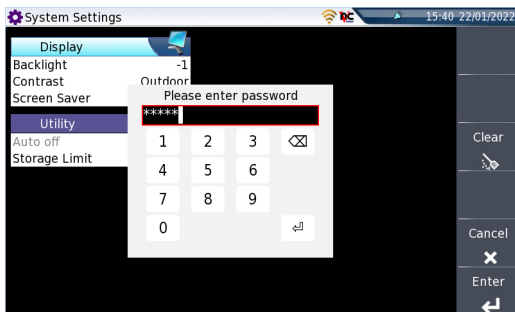 System Settings
15:40 22/01/2022
Display
Backlight -1
Contrast Outdoor
Screen Saver
Utility
Auto off
Storage Limit
Please enter password
*****
1 2 3
4 5 6
7 8 9
0
Clear
Cancel
Enter